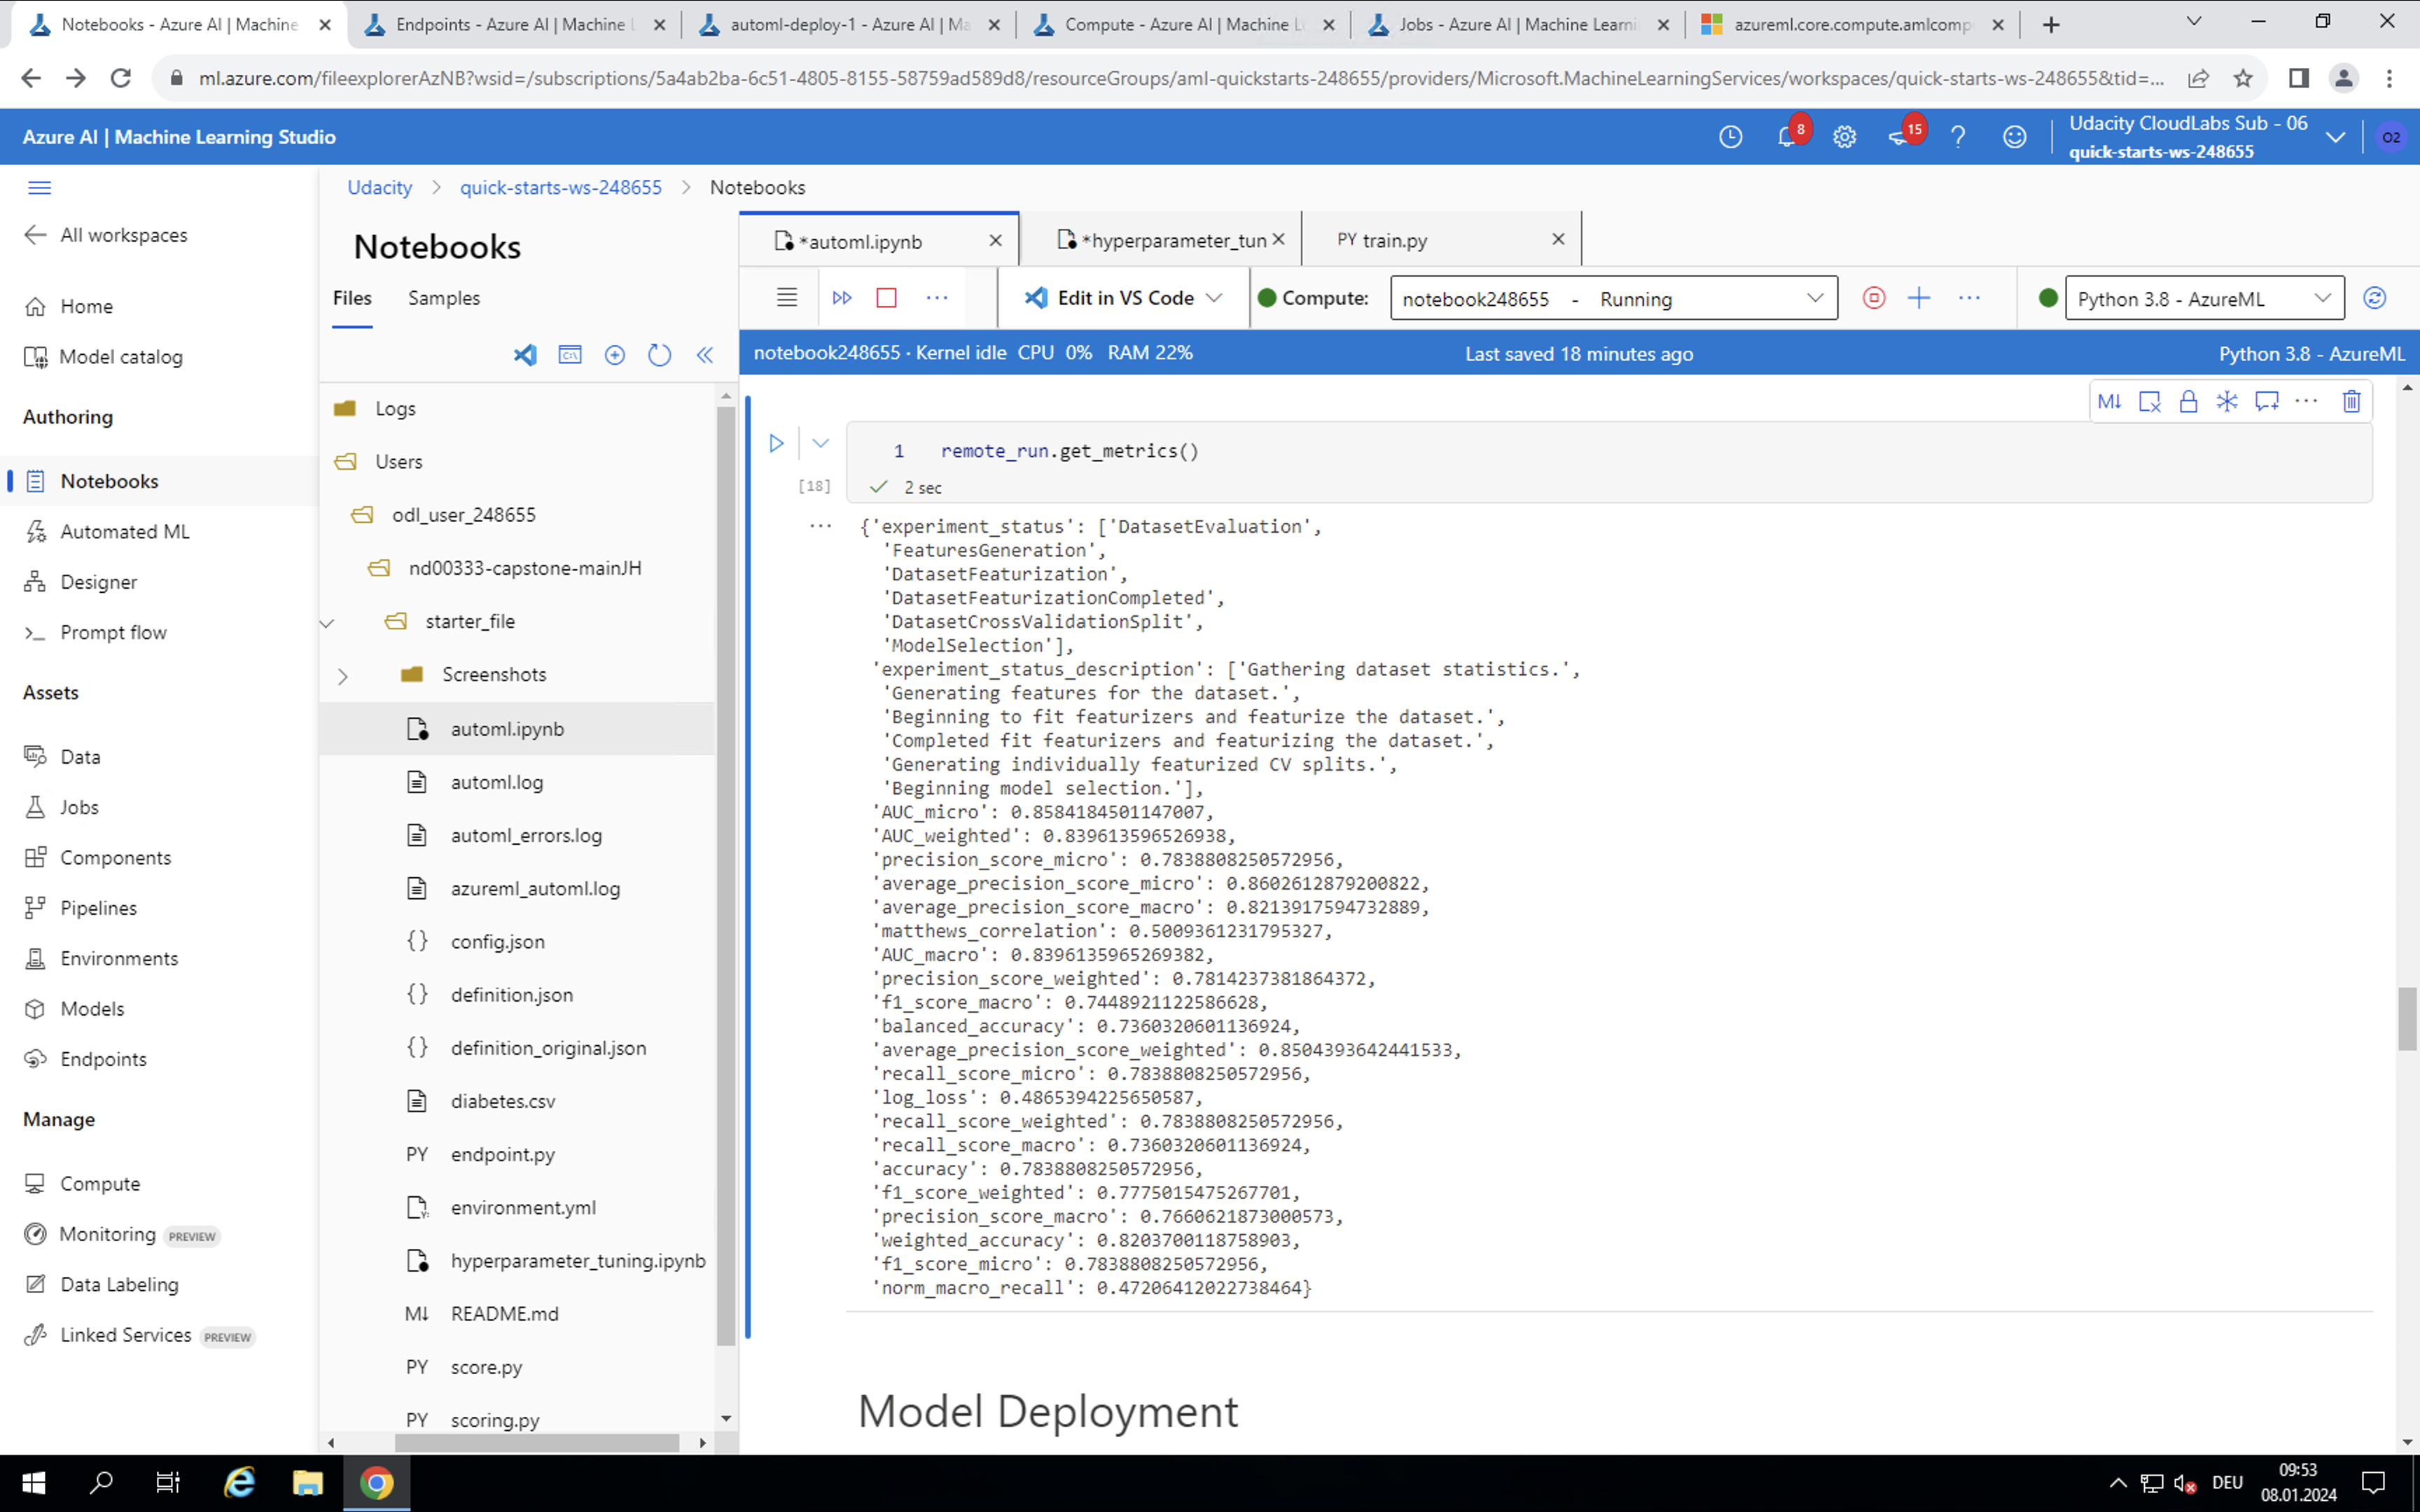 Notebooks - Azure AI | Machine
Endpoints - Azure AI | Machine L
automl-deploy-1 - Azure AI | Ma
Compute - Azure AI | Machine L
Jobs - Azure AI | Machine Learni
azureml.core.compute.amlcomp
ml.azure.com/fileexplorerAzNB?wsid=/subscriptions/5a4ab2ba-6c51-4805-8155-58759ad589d8/resourceGroups/aml-quickstarts-248655/providers/Microsoft.MachineLearningServices/workspaces/quick-starts-ws-248655&tid=...
Azure AI | Machine Learning Studio
8
15
Udacity CloudLabs Sub - 06
quick-starts-ws-248655
O2
Udacity > quick-starts-ws-248655 > Notebooks
All workspaces
Home
Model catalog
Authoring
Notebooks
Automated ML
Designer
Prompt flow
Assets
Data
Jobs
Components
Pipelines
Environments
Models
Endpoints
Manage
Compute
Monitoring PREVIEW
Data Labeling
Linked Services PREVIEW
Notebooks
Files Samples
Logs
Users
odl_user_248655
nd00333-capstone-mainJH
starter_file
Screenshots
automl.ipynb
automl.log
automl_errors.log
azureml_automl.log
{} config.json
{} definition.json
{} definition_original.json
diabetes.csv
PY endpoint.py
environment.yml
hyperparameter_tuning.ipynb
M↓ README.md
PY score.py
PY scoring.py
*automl.ipynb
*hyperparameter_tun
PY train.py
Edit in VS Code
Compute: notebook248655 - Running
Python 3.8 - AzureML
notebook248655 · Kernel idle CPU 0% RAM 22%
Last saved 18 minutes ago
Python 3.8 - AzureML
M↓
1 remote_run.get_metrics()
[18] 2 sec
{'experiment_status': ['DatasetEvaluation',
'FeaturesGeneration',
'DatasetFeaturization',
'DatasetFeaturizationCompleted',
'DatasetCrossValidationSplit',
'ModelSelection'],
'experiment_status_description': ['Gathering dataset statistics.',
'Generating features for the dataset.',
'Beginning to fit featurizers and featurize the dataset.',
'Completed fit featurizers and featurizing the dataset.',
'Generating individually featurized CV splits.',
'Beginning model selection.'],
'AUC_micro': 0.8584184501147007,
'AUC_weighted': 0.839613596526938,
'precision_score_micro': 0.7838808250572956,
'average_precision_score_micro': 0.8602612879200822,
'average_precision_score_macro': 0.8213917594732889,
'matthews_correlation': 0.5009361231795327,
'AUC_macro': 0.8396135965269382,
'precision_score_weighted': 0.7814237381864372,
'f1_score_macro': 0.7448921122586628,
'balanced_accuracy': 0.7360320601136924,
'average_precision_score_weighted': 0.8504393642441533,
'recall_score_micro': 0.7838808250572956,
'log_loss': 0.4865394225650587,
'recall_score_weighted': 0.7838808250572956,
'recall_score_macro': 0.7360320601136924,
'accuracy': 0.7838808250572956,
'f1_score_weighted': 0.7775015475267701,
'precision_score_macro': 0.7660621873000573,
'weighted_accuracy': 0.8203700118758903,
'f1_score_micro': 0.7838808250572956,
'norm_macro_recall': 0.47206412022738464}
Model Deployment
DEU
09:53
08.01.2024